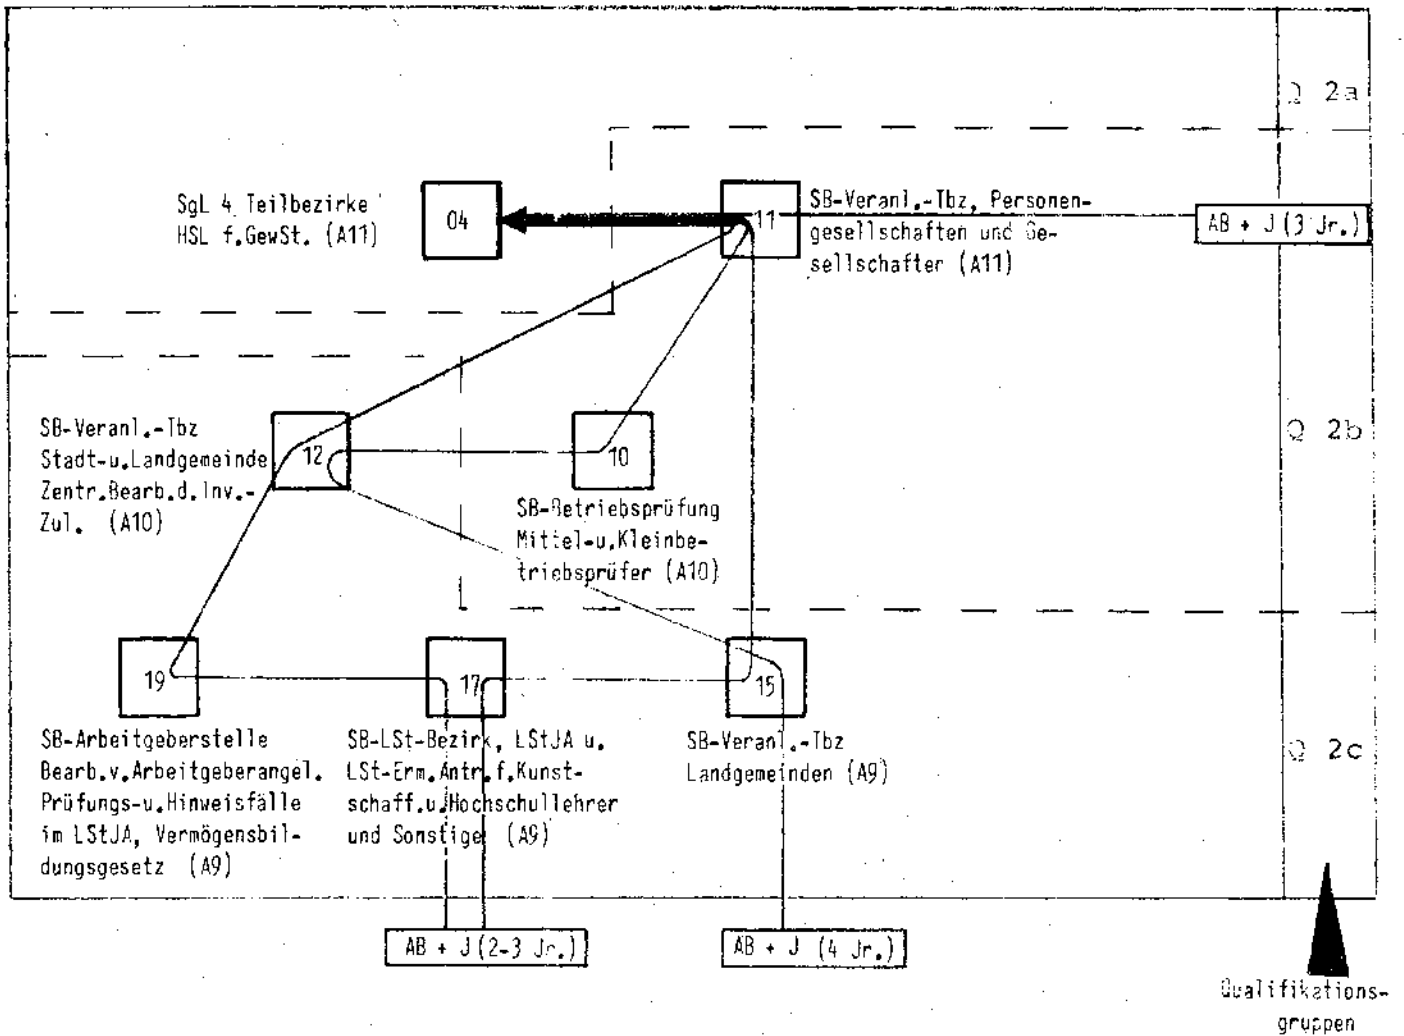 Q 2a
SgL 4 Teilbezirke
HSL f.GewSt. (A11)
04
11
SB-Veranl.-Tbz, Personen-
gesellschaften und Ge-
sellschafter (A11)
AB + J (3 Jr.)
SB-Veranl.-Tbz
Stadt-u.Landgemeinde
Zentr.Bearb.d.Inv.-
Zul. (A10)
12
10
SB-Betriebsprüfung
Mittel-u.Kleinbe-
triebsprüfer (A10)
Q 2b
19
17
15
SB-Arbeitgeberstelle
Bearb.v.Arbeitgeberangel.
Prüfungs-u.Hinweisfälle
im LStJA, Vermögensbil-
dungsgesetz (A9)
SB-LSt-Bezirk, LStJA u.
LSt-Erm.Antr.f.Kunst-
schaff.u.Hochschullehrer
und Sonstige (A9)
SB-Veranl.-Tbz
Landgemeinden (A9)
Q 2c
AB + J (2-3 Jr.)
AB + J (4 Jr.)
Qualifikations-
gruppen